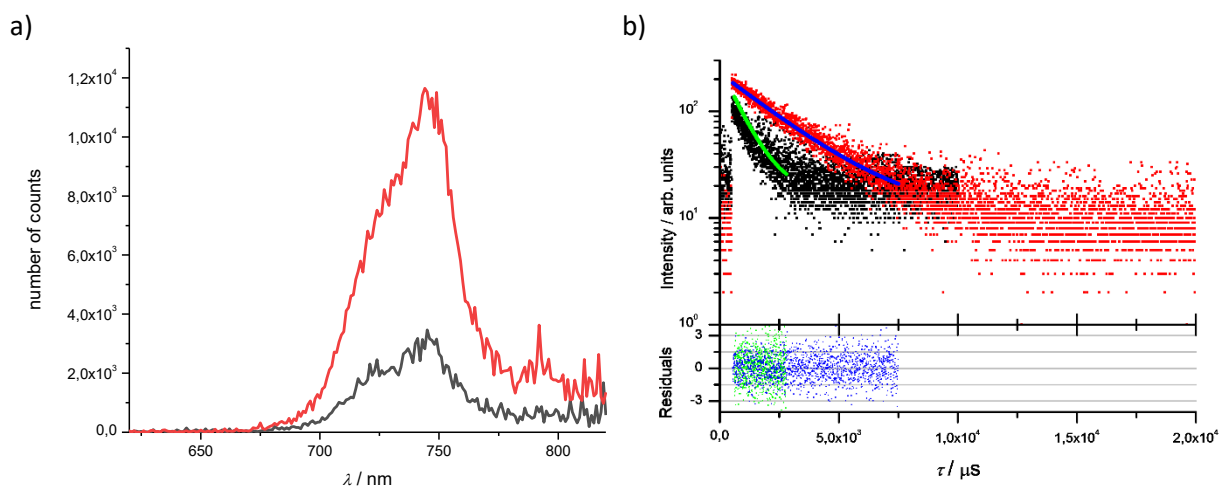 a)
1,2x10⁴
1,0x10⁴
8,0x10³
6,0x10³
4,0x10³
2,0x10³
0,0
number of counts
650
700
750
800
λ / nm
b)
10²
10¹
10⁰
Intensity / arb. units
3
0
-3
Residuals
0,0
5,0x10³
1,0x10⁴
1,5x10⁴
2,0x10⁴
τ / μs